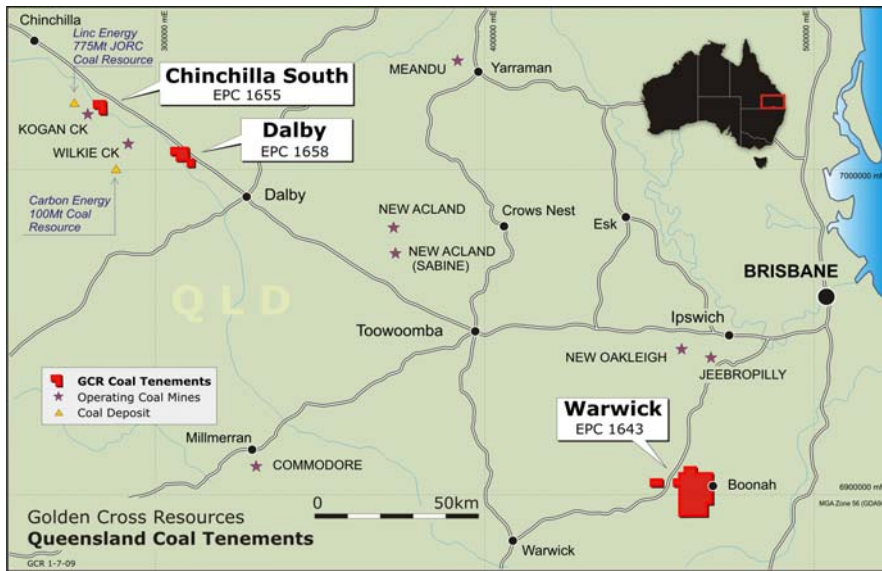 Chinchilla
Linc Energy
775Mt JORC
Coal Resource
300000 mE
400000 mE
500000 mE
Chinchilla South
EPC 1655
MEANDU
Yarraman
KOGAN CK
WILKIE CK
Dalby
EPC 1658
7000000 mN
Carbon Energy
100Mt Coal
Resource
Dalby
NEW ACLAND
Crows Nest
Esk
NEW ACLAND
(SABINE)
BRISBANE
QLD
Toowoomba
Ipswich
NEW OAKLEIGH
JEEBROPILLY
GCR Coal Tenements
Operating Coal Mines
Coal Deposit
Warwick
EPC 1643
Millmerran
COMMODORE
Boonah
6900000 mN
MGA Zone 56 (GDA94
0 50km
Golden Cross Resources
Queensland Coal Tenements
Warwick
GCR 1-7-09